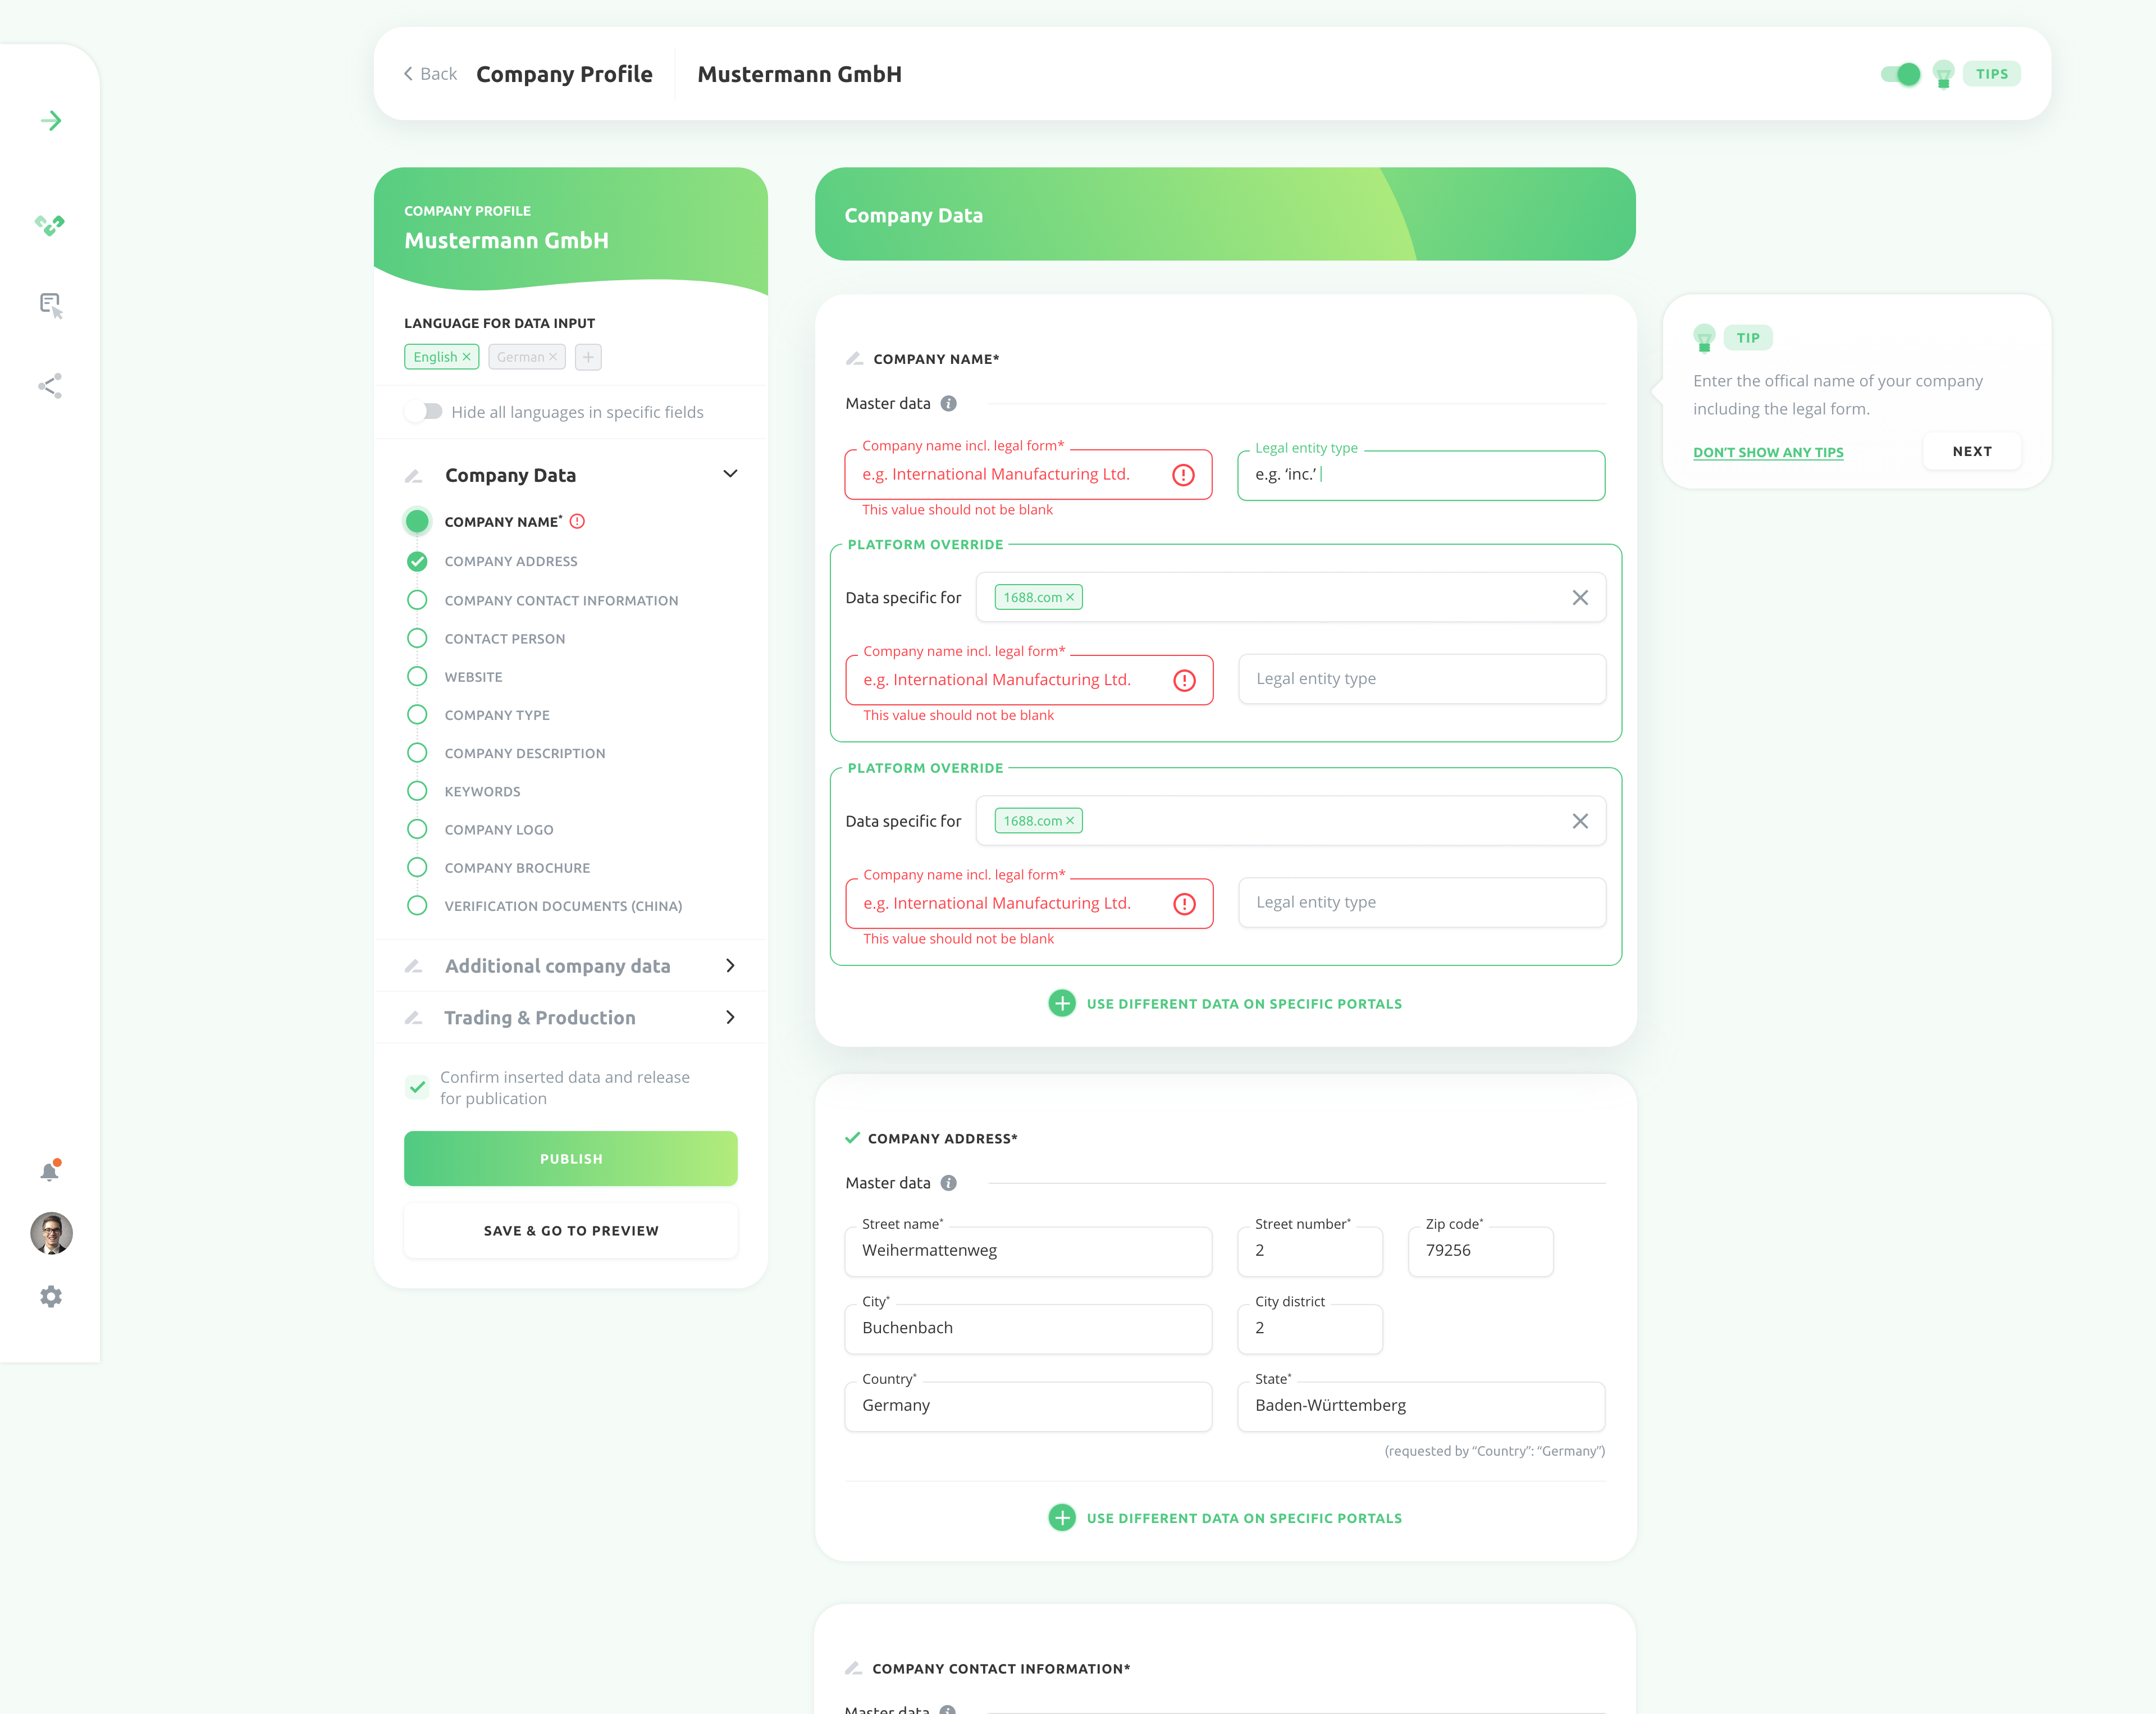 Back
Company Profile
Mustermann GmbH
TIPS
COMPANY PROFILE
Mustermann GmbH
LANGUAGE FOR DATA INPUT
English ×
German ×
+
Hide all languages in specific fields
Company Data
COMPANY NAME*
COMPANY ADDRESS
COMPANY CONTACT INFORMATION
CONTACT PERSON
WEBSITE
COMPANY TYPE
COMPANY DESCRIPTION
KEYWORDS
COMPANY LOGO
COMPANY BROCHURE
VERIFICATION DOCUMENTS (CHINA)
Additional company data
Trading & Production
Confirm inserted data and release
for publication
PUBLISH
SAVE & GO TO PREVIEW
Company Data
COMPANY NAME*
Master data
Company name incl. legal form*
e.g. International Manufacturing Ltd.
This value should not be blank
Legal entity type
e.g. ‘inc.’
PLATFORM OVERRIDE
Data specific for
1688.com ×
Company name incl. legal form*
e.g. International Manufacturing Ltd.
This value should not be blank
Legal entity type
PLATFORM OVERRIDE
Data specific for
1688.com ×
Company name incl. legal form*
e.g. International Manufacturing Ltd.
This value should not be blank
Legal entity type
USE DIFFERENT DATA ON SPECIFIC PORTALS
COMPANY ADDRESS*
Master data
Street name*
Weihermattenweg
Street number*
2
Zip code*
79256
City*
Buchenbach
City district
2
Country*
Germany
State*
Baden-Württemberg
(requested by “Country”: “Germany”)
USE DIFFERENT DATA ON SPECIFIC PORTALS
COMPANY CONTACT INFORMATION*
Master data
TIP
Enter the offical name of your company
including the legal form.
DON’T SHOW ANY TIPS
NEXT